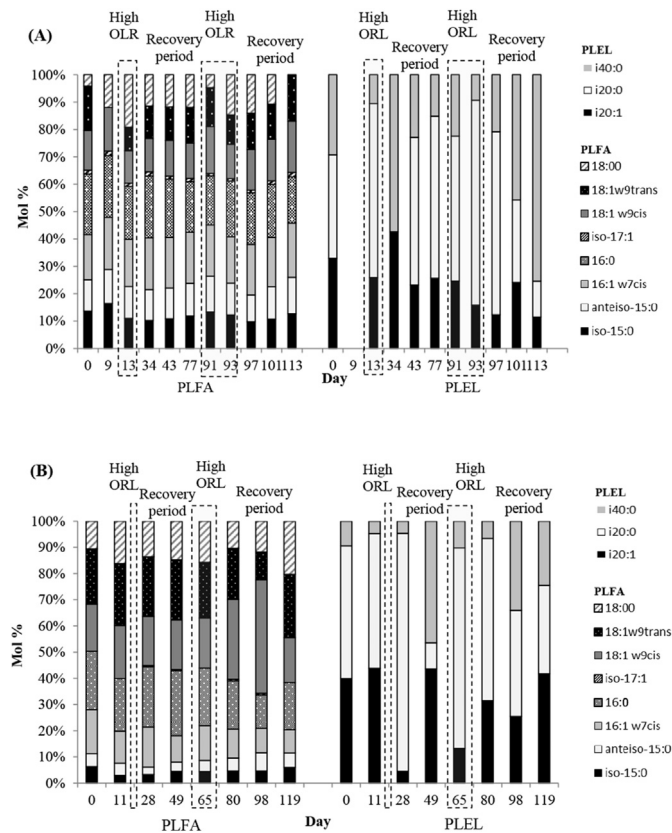 (A)
High OLR
Recovery period
High OLR
Recovery period
High ORL
Recovery period
High ORL
Recovery period
100%
90%
80%
70%
60%
50%
40%
30%
20%
10%
0%
Mol %
0 9 13 34 43 77 91 93 97 101 113
0 9 13 34 43 77 91 93 97 101 113
PLFA
Day
PLEL
PLEL
i40:0
i20:0
i20:1
PLFA
18:00
18:1w9trans
18:1 w9cis
iso-17:1
16:0
16:1 w7cis
anteiso-15:0
iso-15:0
(B)
High ORL
Recovery period
High ORL
Recovery period
High ORL
Recovery period
High ORL
Recovery period
100%
90%
80%
70%
60%
50%
40%
30%
20%
10%
0%
Mol %
0 11 28 49 65 80 98 119
0 11 28 49 65 80 98 119
PLFA
Day
PLEL
PLEL
i40:0
i20:0
i20:1
PLFA
18:00
18:1w9trans
18:1 w9cis
iso-17:1
16:0
16:1 w7cis
anteiso-15:0
iso-15:0